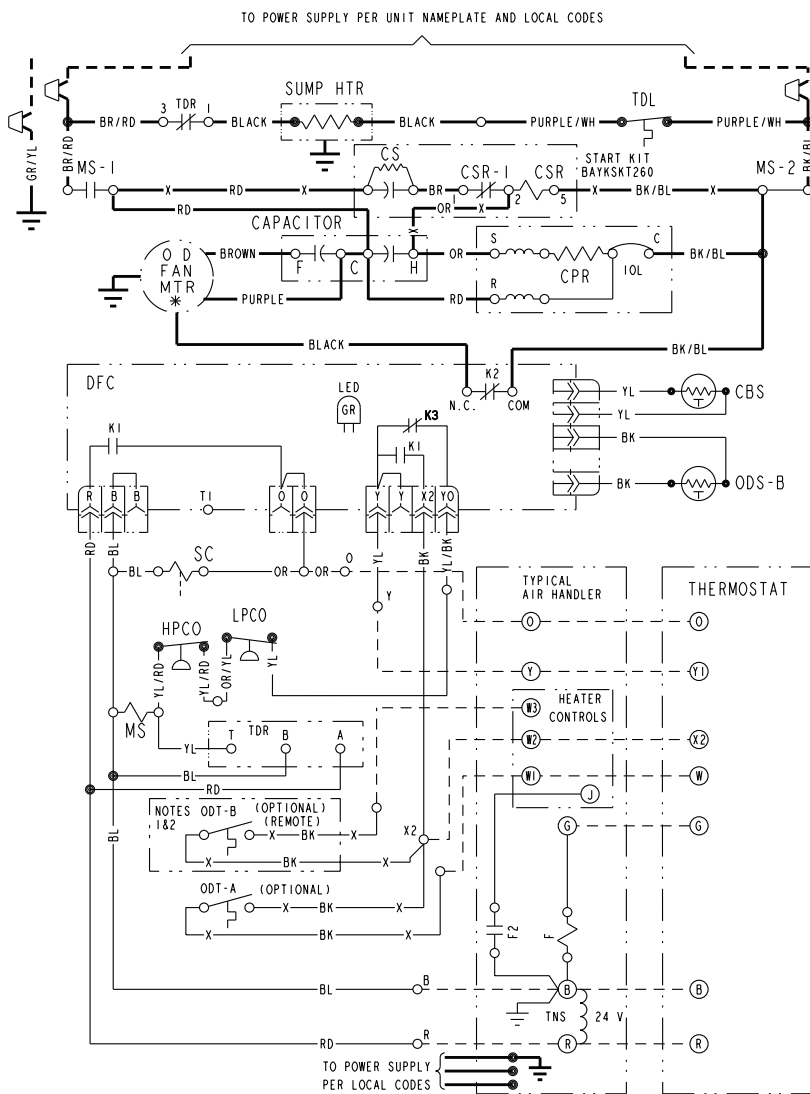 TO POWER SUPPLY PER UNIT NAMEPLATE AND LOCAL CODES
SUMP HTR
TDL
3 TDR 1
BR/RD BLACK BLACK PURPLE/WH PURPLE/WH
GR/YL
BR/RD
BK/BL
MS-1
CS
CSR-1 CSR
START KIT
BAYKSKT260
MS-2
X RD X BR 1 2 5 X BK/BL X
RD
OR X
X
CAPACITOR
O D
FAN
MTR
*
BROWN F C H OR S CPR IOL C BK/BL
PURPLE RD R
BLACK
BK/BL
DFC
LED
GR
K2
N.C. COM
K3
K1
K1
YL CBS
YL
BK
BK ODS-B
R B B T1 O O Y Y X2 YO
RD BL YL BK YL/BK
SC
BL OR OR O
Y
TYPICAL
AIR HANDLER
THERMOSTAT
O O
HPCO LPCO
YL/RD YL/RD OR/YL YL
Y Y1
HEATER
CONTROLS
W3
MS
YL T TDR B A
W2 X2
BL
W1 W
RD
J
NOTES
1&2
ODT-B (OPTIONAL)
(REMOTE)
X BK X
X BK X
X2
G G
BL
ODT-A (OPTIONAL)
X BK X
X BK X
F2 F
BL B B B
TNS 24 V
RD R R R
TO POWER SUPPLY
PER LOCAL CODES